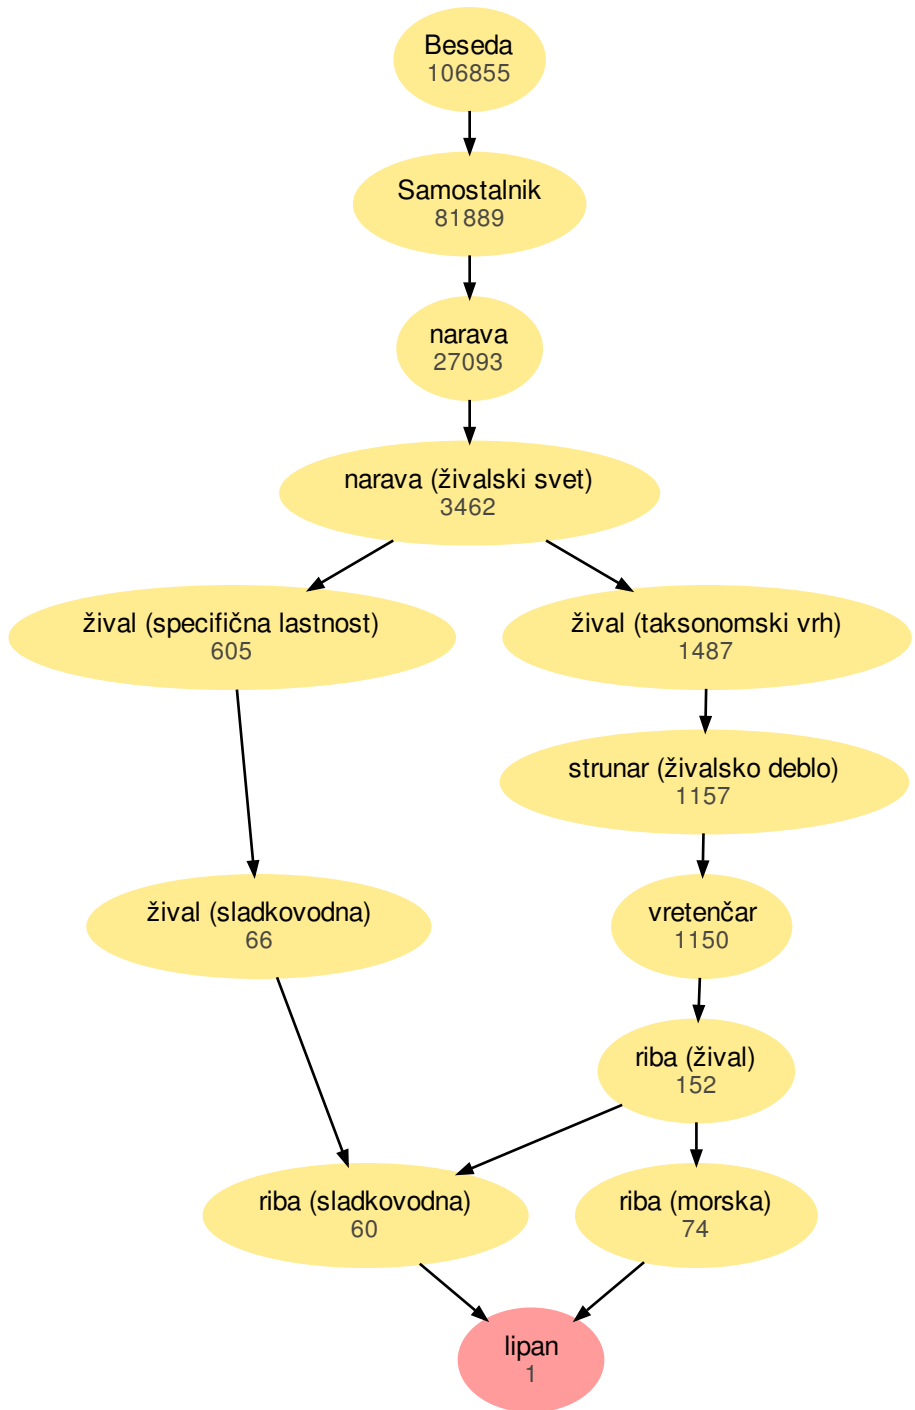 Beseda
106855
Samostalnik
81889
narava
27093
narava (živalski svet)
3462
žival (specifična lastnost)
605
žival (taksonomski vrh)
1487
strunar (živalsko deblo)
1157
žival (sladkovodna)
66
vretenčar
1150
riba (žival)
152
riba (sladkovodna)
60
riba (morska)
74
lipan
1